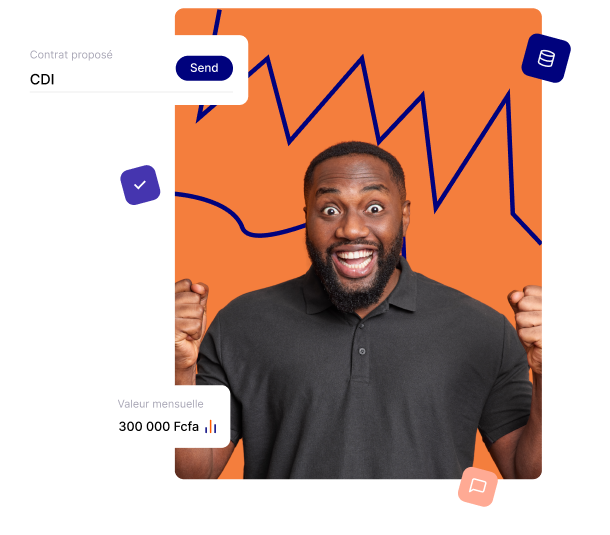 Contrat proposé
CDI
Send
Valeur mensuelle
300 000 Fcfa